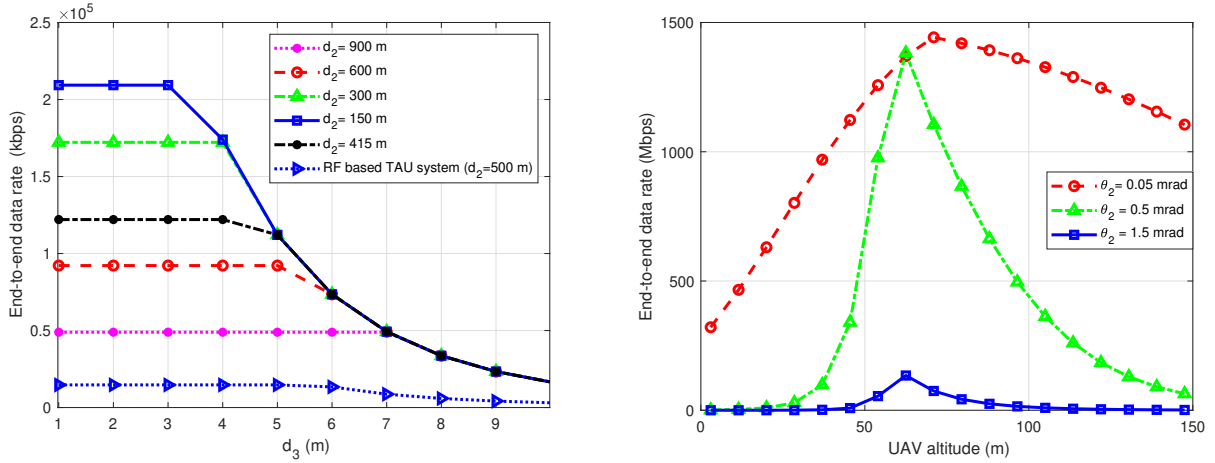 2.5 ×10⁵
2
1.5
1
0.5
0
End-to-end data rate (kbps)
d₂= 900 m
d₂= 600 m
d₂= 300 m
d₂= 150 m
d₂= 415 m
RF based TAU system (d₂=500 m)
1 2 3 4 5 6 7 8 9
d₃ (m)
1500
1000
500
0
End-to-end data rate (Mbps)
θ₂= 0.05 mrad
θ₂= 0.5 mrad
θ₂= 1.5 mrad
0 50 100 150
UAV altitude (m)